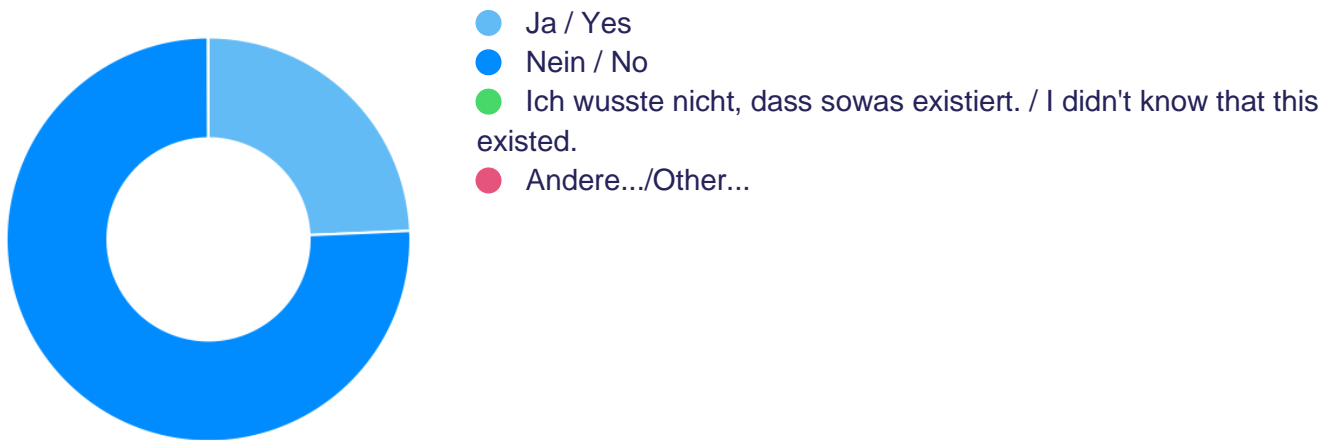 Ja / Yes
Nein / No
Ich wusste nicht, dass sowas existiert. / I didn't know that this
existed.
Andere.../Other...